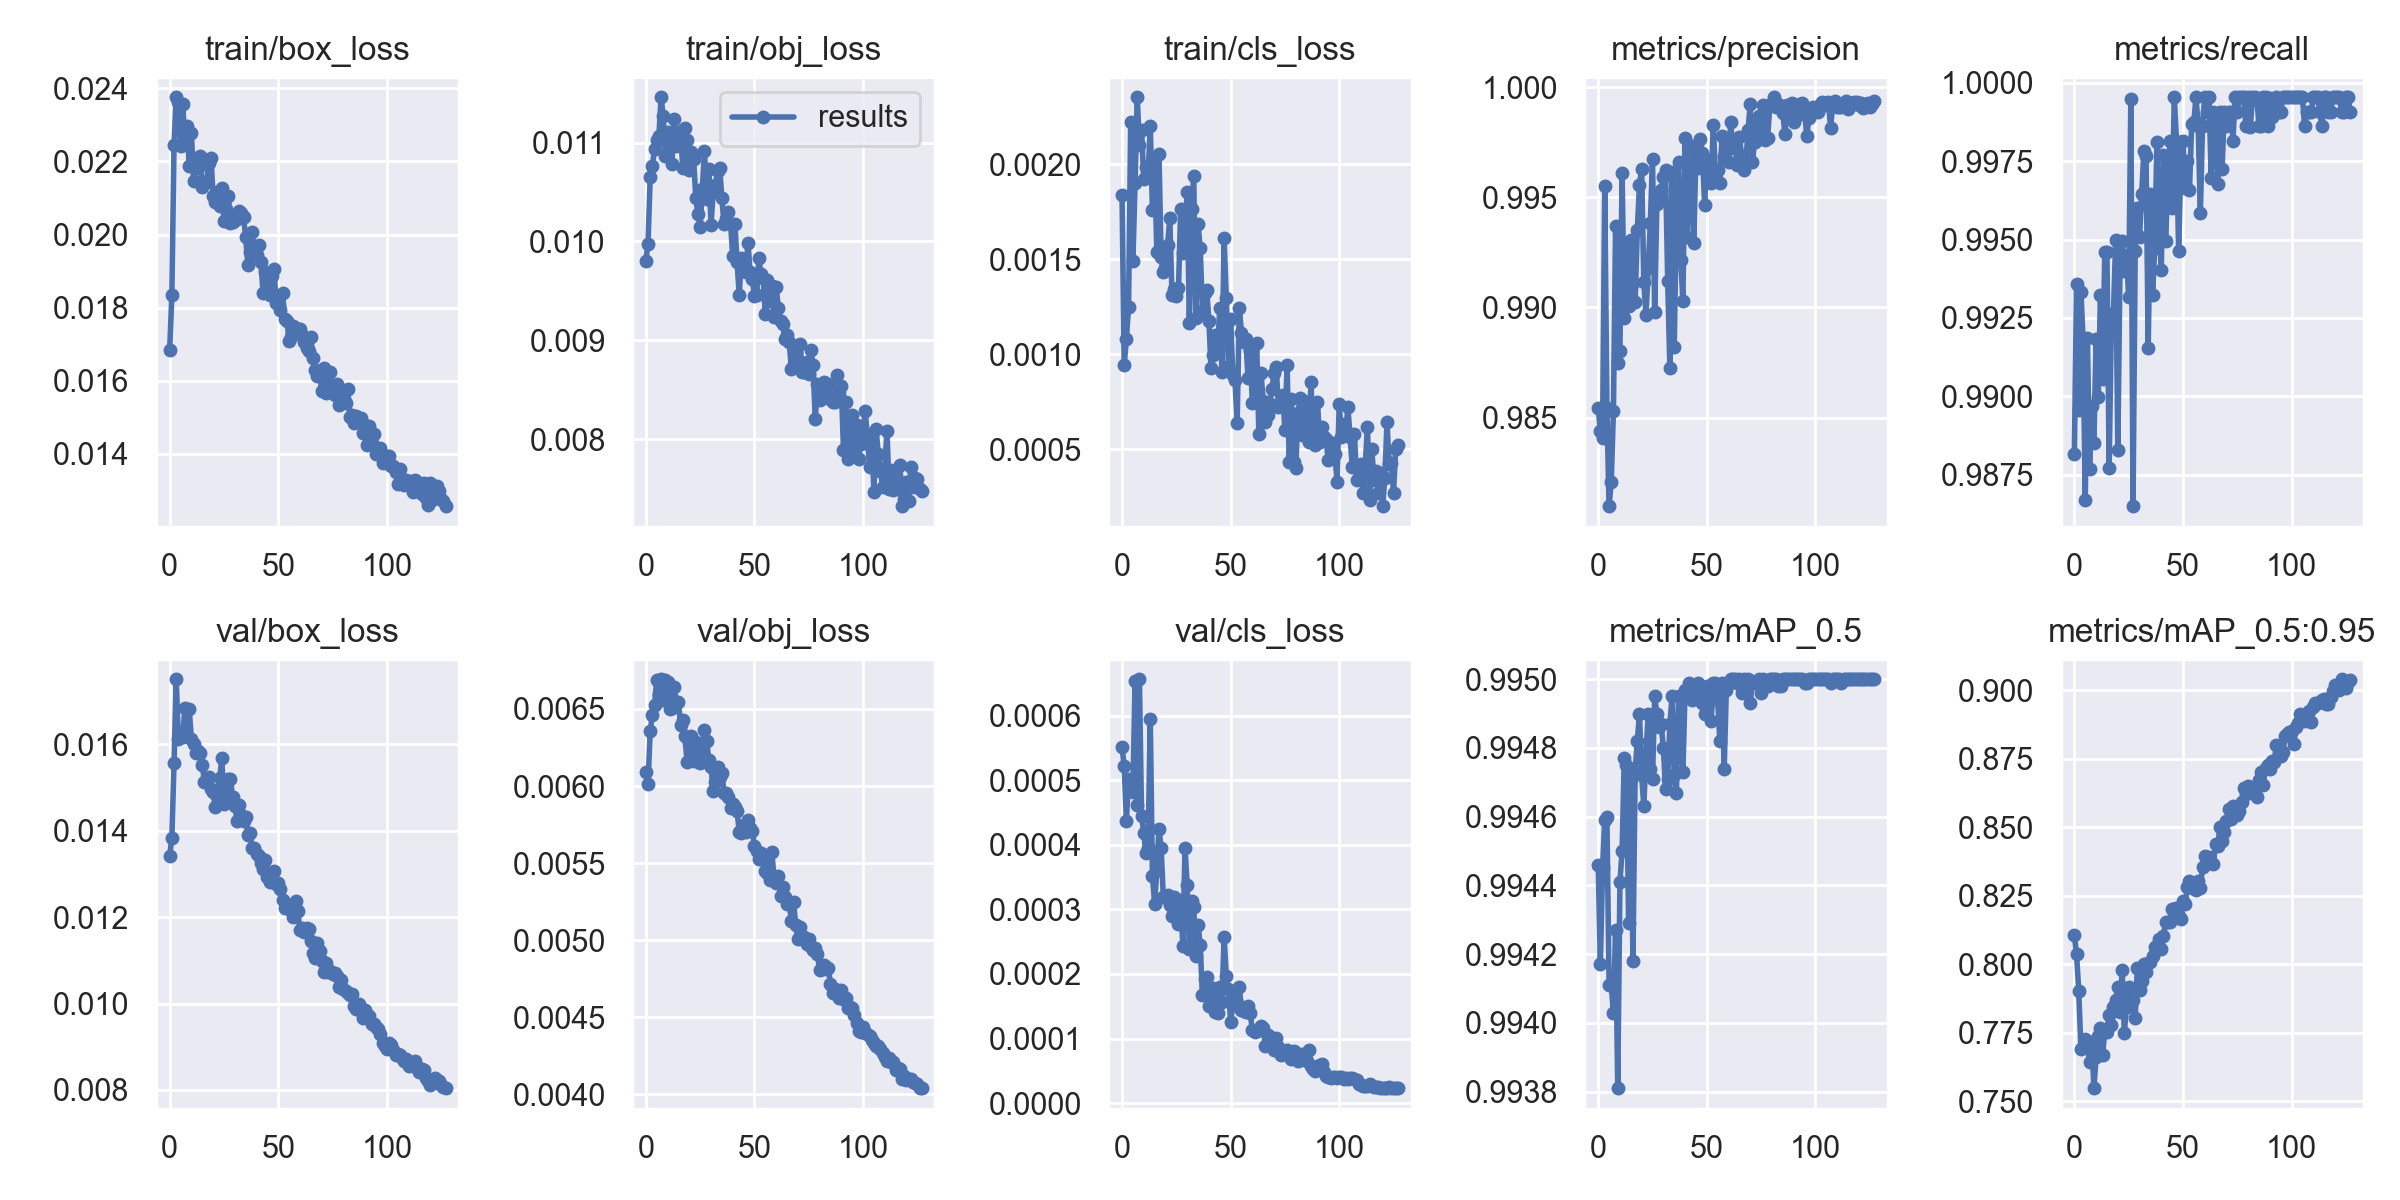 train/box_loss
0.024
0.022
0.020
0.018
0.016
0.014
0 50 100
train/obj_loss
results
0.011
0.010
0.009
0.008
0 50 100
train/cls_loss
0.0020
0.0015
0.0010
0.0005
0 50 100
metrics/precision
1.000
0.995
0.990
0.985
0 50 100
metrics/recall
1.0000
0.9975
0.9950
0.9925
0.9900
0.9875
0 50 100
val/box_loss
0.016
0.014
0.012
0.010
0.008
0 50 100
val/obj_loss
0.0065
0.0060
0.0055
0.0050
0.0045
0.0040
0 50 100
val/cls_loss
0.0006
0.0005
0.0004
0.0003
0.0002
0.0001
0.0000
0 50 100
metrics/mAP_0.5
0.9950
0.9948
0.9946
0.9944
0.9942
0.9940
0.9938
0 50 100
metrics/mAP_0.5:0.95
0.900
0.875
0.850
0.825
0.800
0.775
0.750
0 50 100